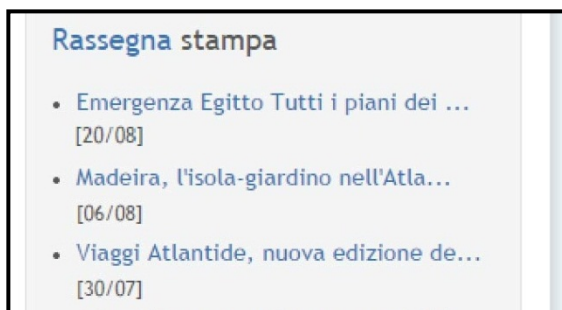 Rassegna stampa
• Emergenza Egitto Tutti i piani dei ...
[20/08]
• Madeira, l'isola-giardino nell'Atla...
[06/08]
• Viaggi Atlantide, nuova edizione de...
[30/07]